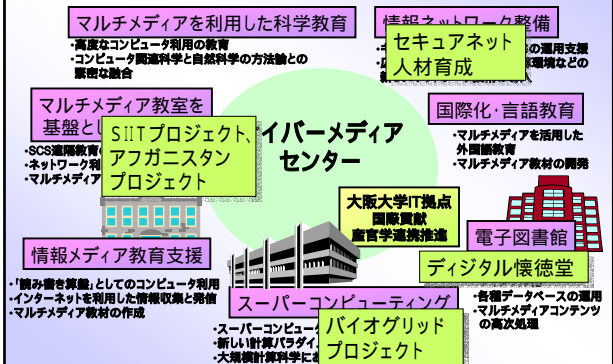 マルチメディアを利用した科学教育
・高度なコンピュータ利用の教育
・コンピュータ関連科学と自然科学の方法論との
緊密な融合
情報ネットワーク整備
の運用支援
環境などの
セキュアネット
人材育成
マルチメディア教室を
基盤とし
・SCS遠隔教育
・ネットワーク利
・マルチメディア
SIITプロジェクト、
アフガニスタン
プロジェクト
イバーメディア
センター
国際化・言語教育
・マルチメディアを活用した
外国語教育
・マルチメディア教材の開発
大阪大学IT拠点
国際貢献
産官学連携推進
情報メディア教育支援
・「読み書き算盤」としてのコンピュータ利用
・インターネットを利用した情報収集と発信
・マルチメディア教材の作成
電子図書館
ディジタル懐徳堂
・各種データベースの運用
・マルチメディアコンテンツ
の高次処理
スーパーコンピューティング
・スーパーコンピュータ
・新しい計算パラダイ
・大規模計算科学にお
バイオグリッド
プロジェクト